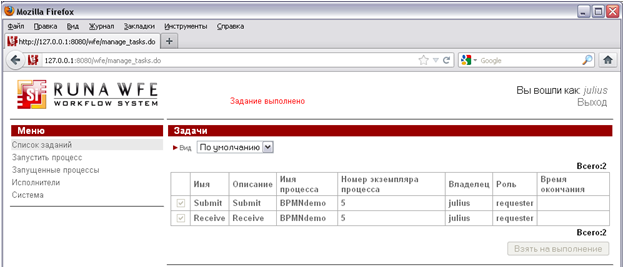 Mozilla Firefox
Файл Правка Вид Журнал Закладки Инструменты Справка
http://127.0.0.1:8080/wfe/manage_tasks.do
127.0.0.1:8080/wfe/manage_tasks.do Google
RUNA WFE
WORKFLOW SYSTEM
Задание выполнено
Вы вошли как: julius
Выход
Меню
Список заданий
Запустить процесс
Запущенные процессы
Исполнители
Система
Задачи
Вид По умолчанию
Всего:2
Имя Описание Имя процесса Номер экземпляра процесса Владелец Роль Время окончания
Submit Submit BPMNdemo 5 julius requester
Receive Receive BPMNdemo 5 julius requester
Всего:2
Взять на выполнение